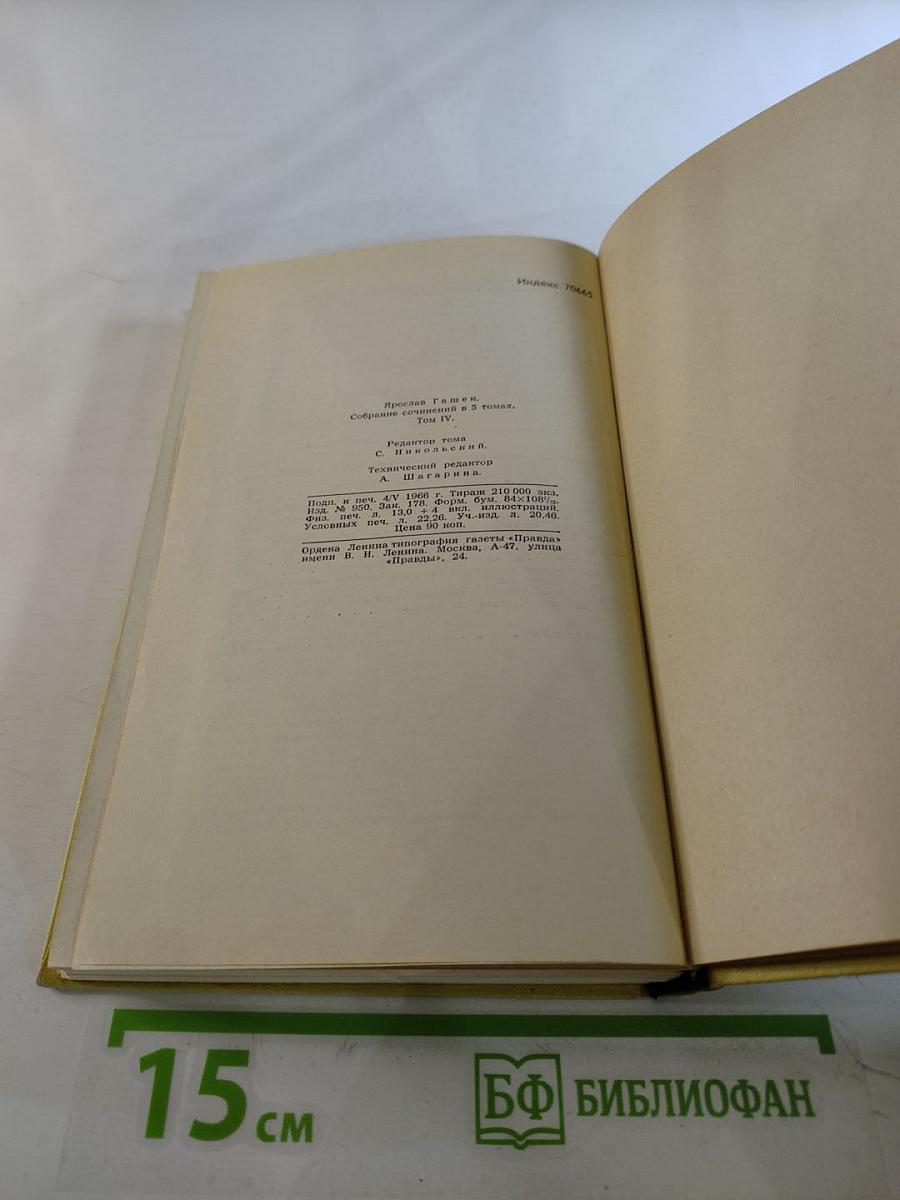 Индекс 70665.
Ярослав Гашек.
Собрание сочинений в 5 томах.
Том IV.
Редактор тома
С. Никольский.
Технический редактор
А. Шагарина.
Подп. к печ. 4/V 1966 г. Тираж 210 000 экз.
Изд. № 950. Зак. 178. Форм. бум. 84×108¹/₃₂.
Физ. печ. л. 13,0 + 4 вкл. иллюстраций.
Условных печ. л. 22,26. Уч.-изд. л. 20,46.
Цена 90 коп.
Ордена Ленина типография газеты «Правда»
имени В. И. Ленина. Москва, А-47, улица
«Правды», 24.
15 см
БФ БИБЛИОФАН